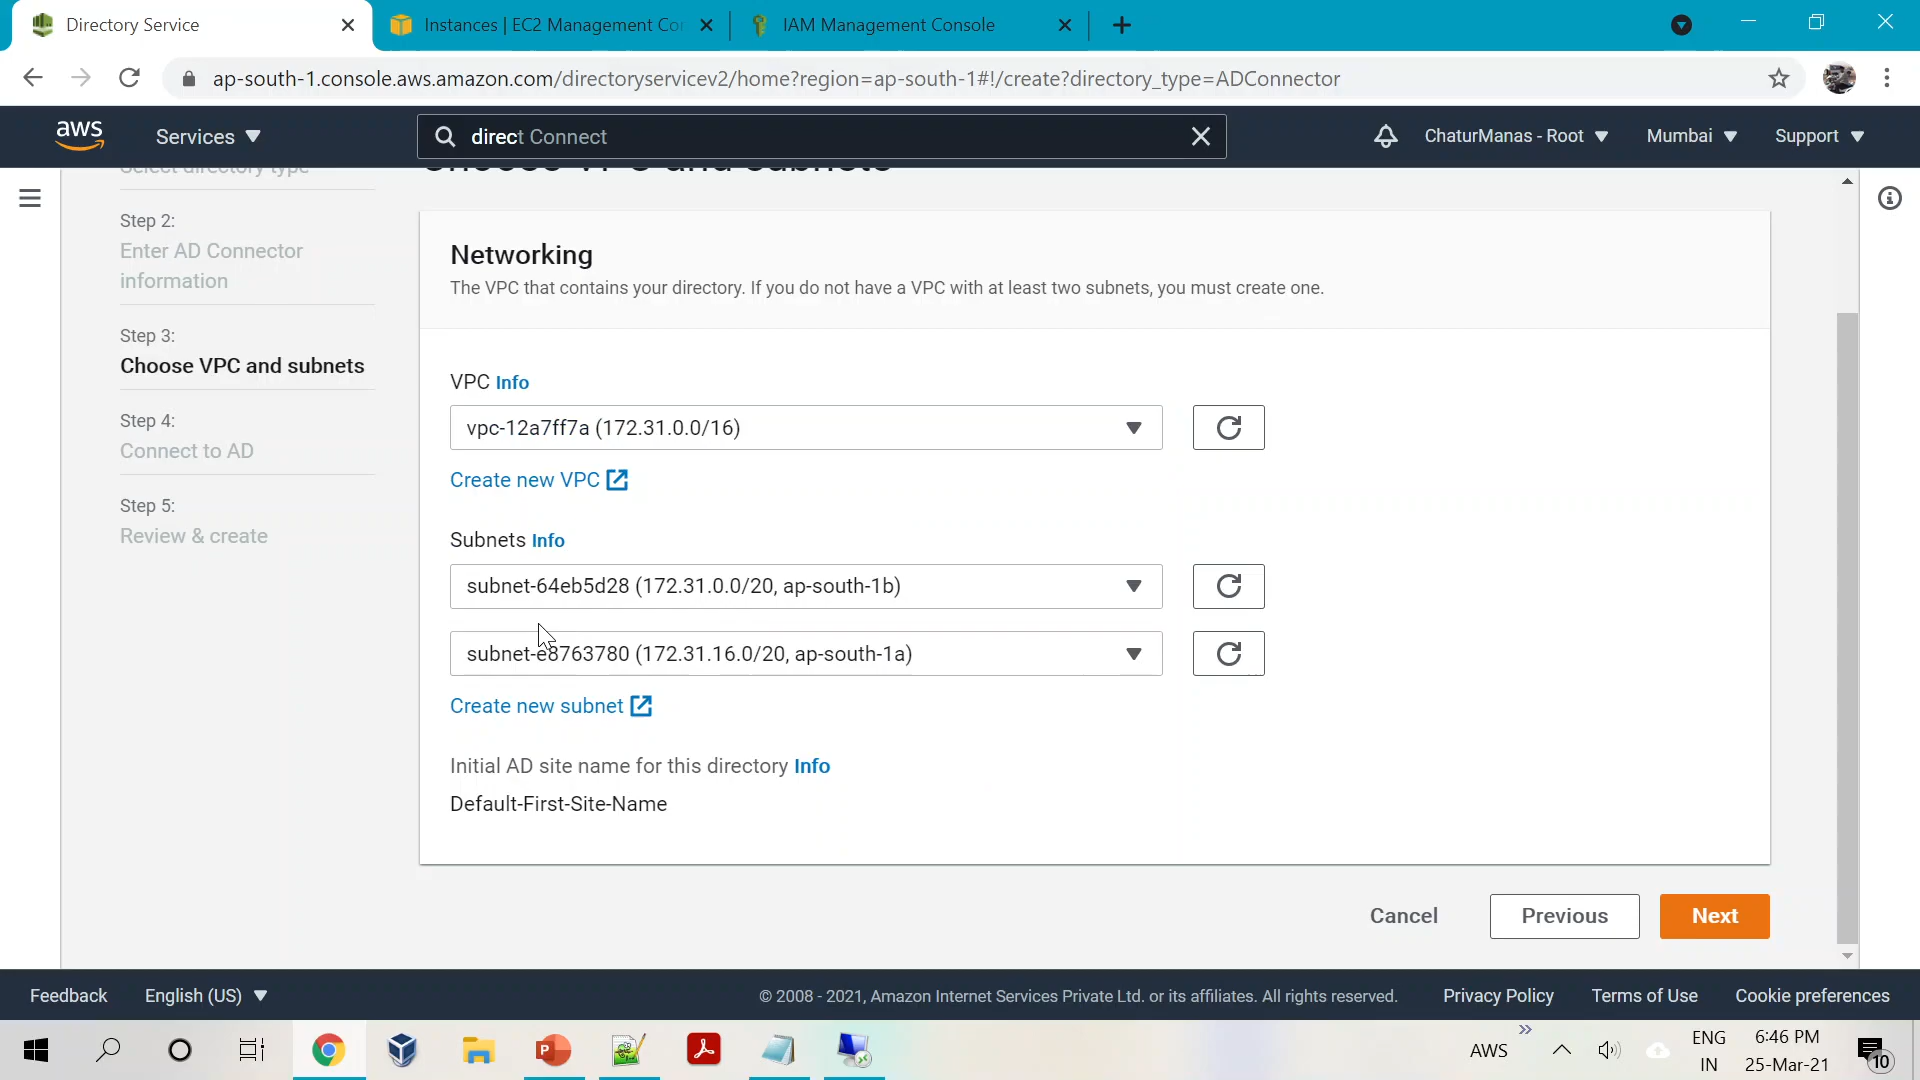 Directory Service
Instances | EC2 Management Con
IAM Management Console
ap-south-1.console.aws.amazon.com/directoryservicev2/home?region=ap-south-1#!/create?directory_type=ADConnector
aws
Services
direct Connect
ChaturManas - Root
Mumbai
Support
Select directory type
Choose VPC and subnets
Step 2:
Enter AD Connector
information
Step 3:
Choose VPC and subnets
Step 4:
Connect to AD
Step 5:
Review & create
Networking
The VPC that contains your directory. If you do not have a VPC with at least two subnets, you must create one.
VPC Info
vpc-12a7ff7a (172.31.0.0/16)
Create new VPC
Subnets Info
subnet-64eb5d28 (172.31.0.0/20, ap-south-1b)
subnet-e8763780 (172.31.16.0/20, ap-south-1a)
Create new subnet
Initial AD site name for this directory Info
Default-First-Site-Name
Cancel
Previous
Next
Feedback
English (US)
© 2008 - 2021, Amazon Internet Services Private Ltd. or its affiliates. All rights reserved.
Privacy Policy
Terms of Use
Cookie preferences
AWS
ENG
IN
6:46 PM
25-Mar-21
10